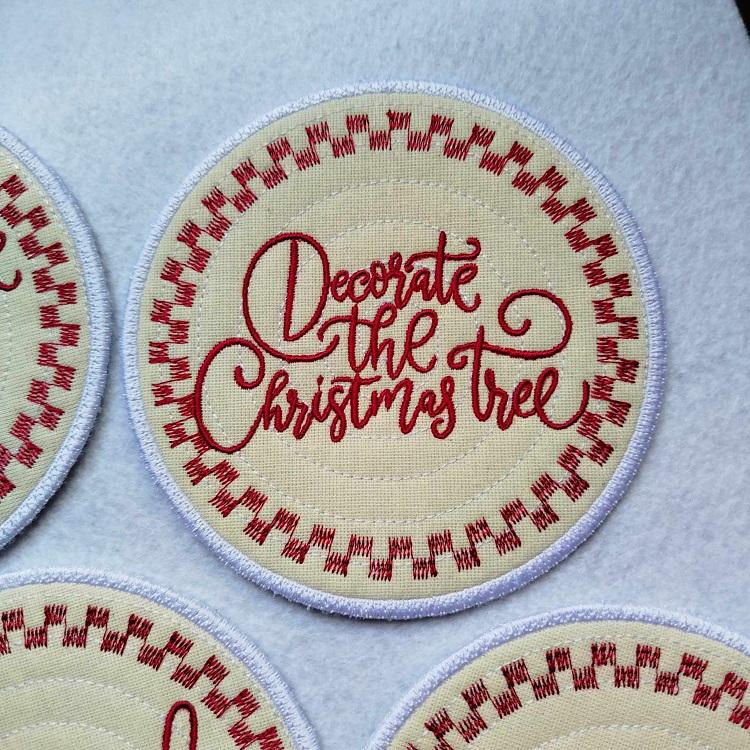 Decorate
the
Christmas tree